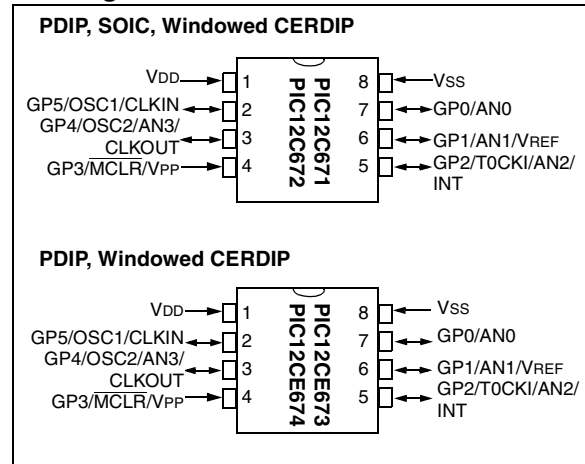 PDIP, SOIC, Windowed CERDIP
VDD
GP5/OSC1/CLKIN
GP4/OSC2/AN3/
CLKOUT
GP3/MCLR/VPP
1
2
3
4
PIC12C671
PIC12C672
8
7
6
5
VSS
GP0/AN0
GP1/AN1/VREF
GP2/T0CKI/AN2/
INT
PDIP, Windowed CERDIP
VDD
GP5/OSC1/CLKIN
GP4/OSC2/AN3/
CLKOUT
GP3/MCLR/VPP
1
2
3
4
PIC12CE673
PIC12CE674
8
7
6
5
VSS
GP0/AN0
GP1/AN1/VREF
GP2/T0CKI/AN2/
INT